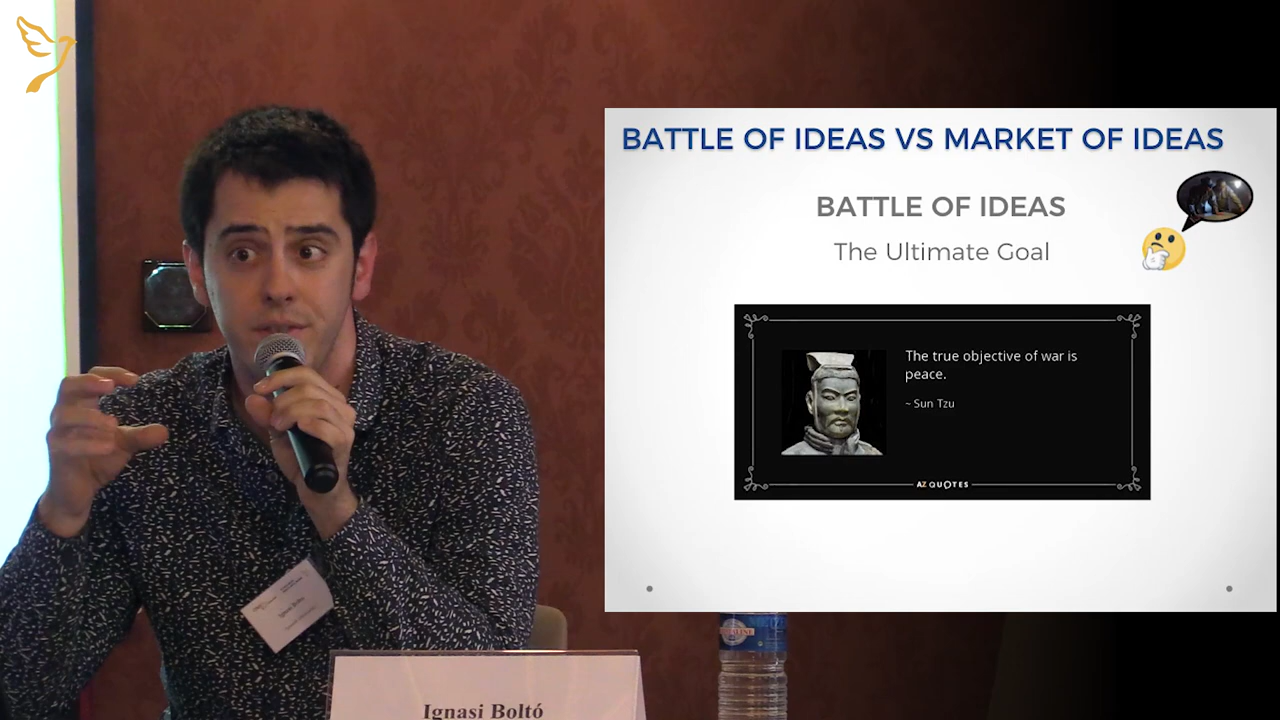 BATTLE OF IDEAS VS MARKET OF IDEAS
BATTLE OF IDEAS
The Ultimate Goal
The true objective of war is
peace.
~ Sun Tzu
AZ QUOTES
Ignasi Boltó